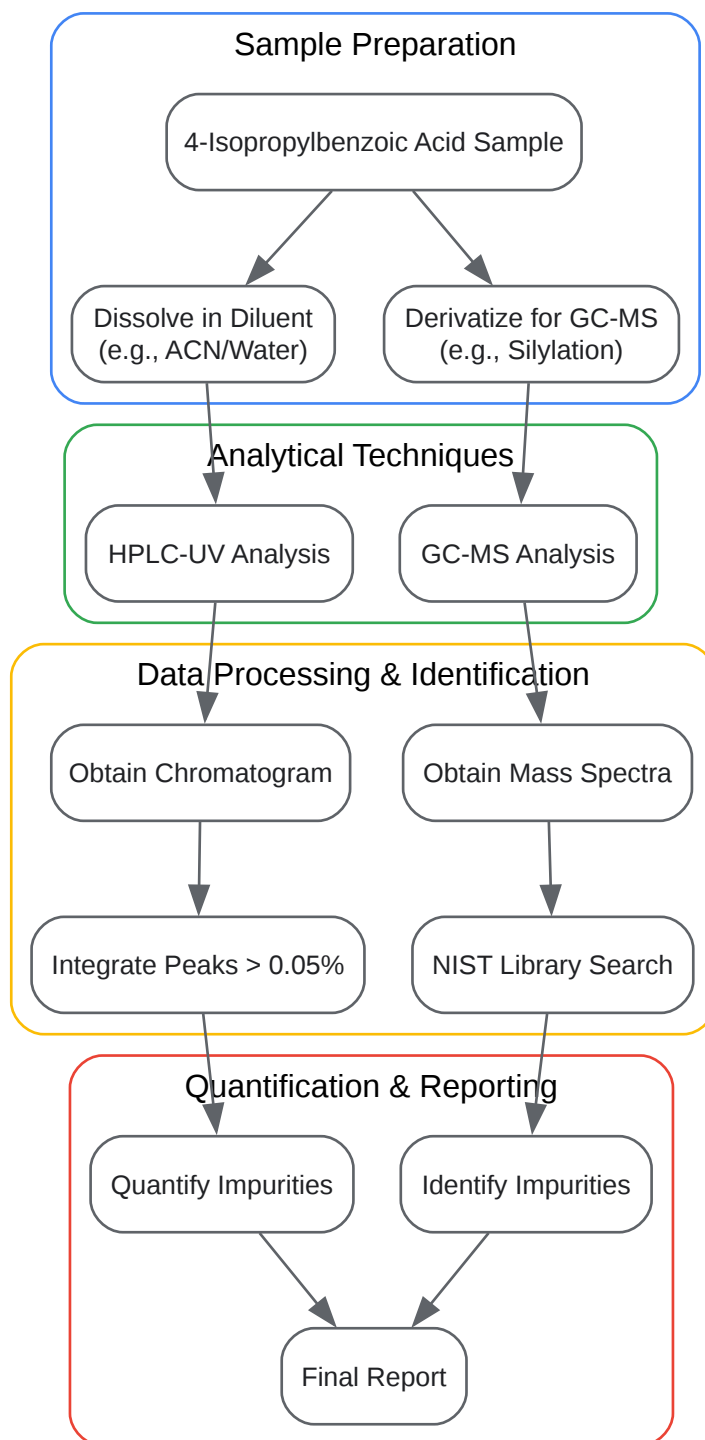 Sample Preparation
4-Isopropylbenzoic Acid Sample
Dissolve in Diluent
(e.g., ACN/Water)
Derivatize for GC-MS
(e.g., Silylation)
Analytical Techniques
HPLC-UV Analysis
GC-MS Analysis
Data Processing & Identification
Obtain Chromatogram
Obtain Mass Spectra
Integrate Peaks > 0.05%
NIST Library Search
Quantification & Reporting
Quantify Impurities
Identify Impurities
Final Report